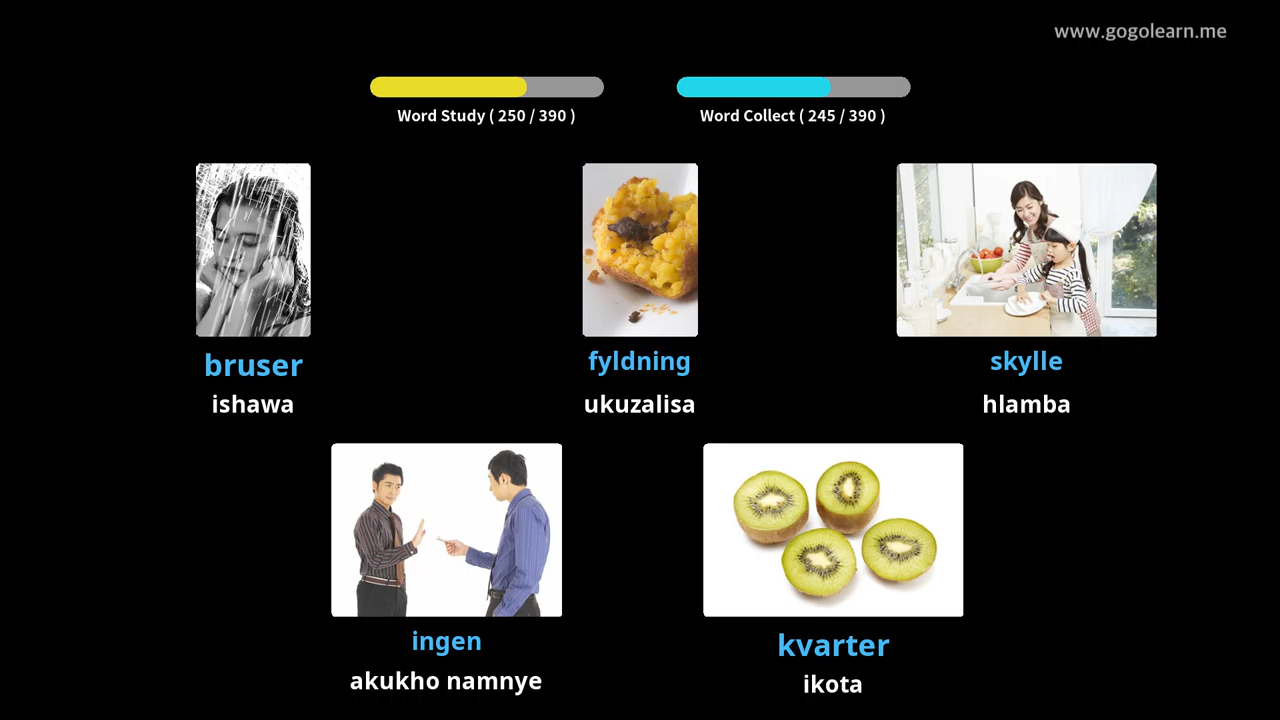 www.gogolearn.me
Word Study ( 250 / 390 )
Word Collect ( 245 / 390 )
bruser
ishawa
fyldning
ukuzalisa
skylle
hlamba
ingen
akukho namnye
kvarter
ikota